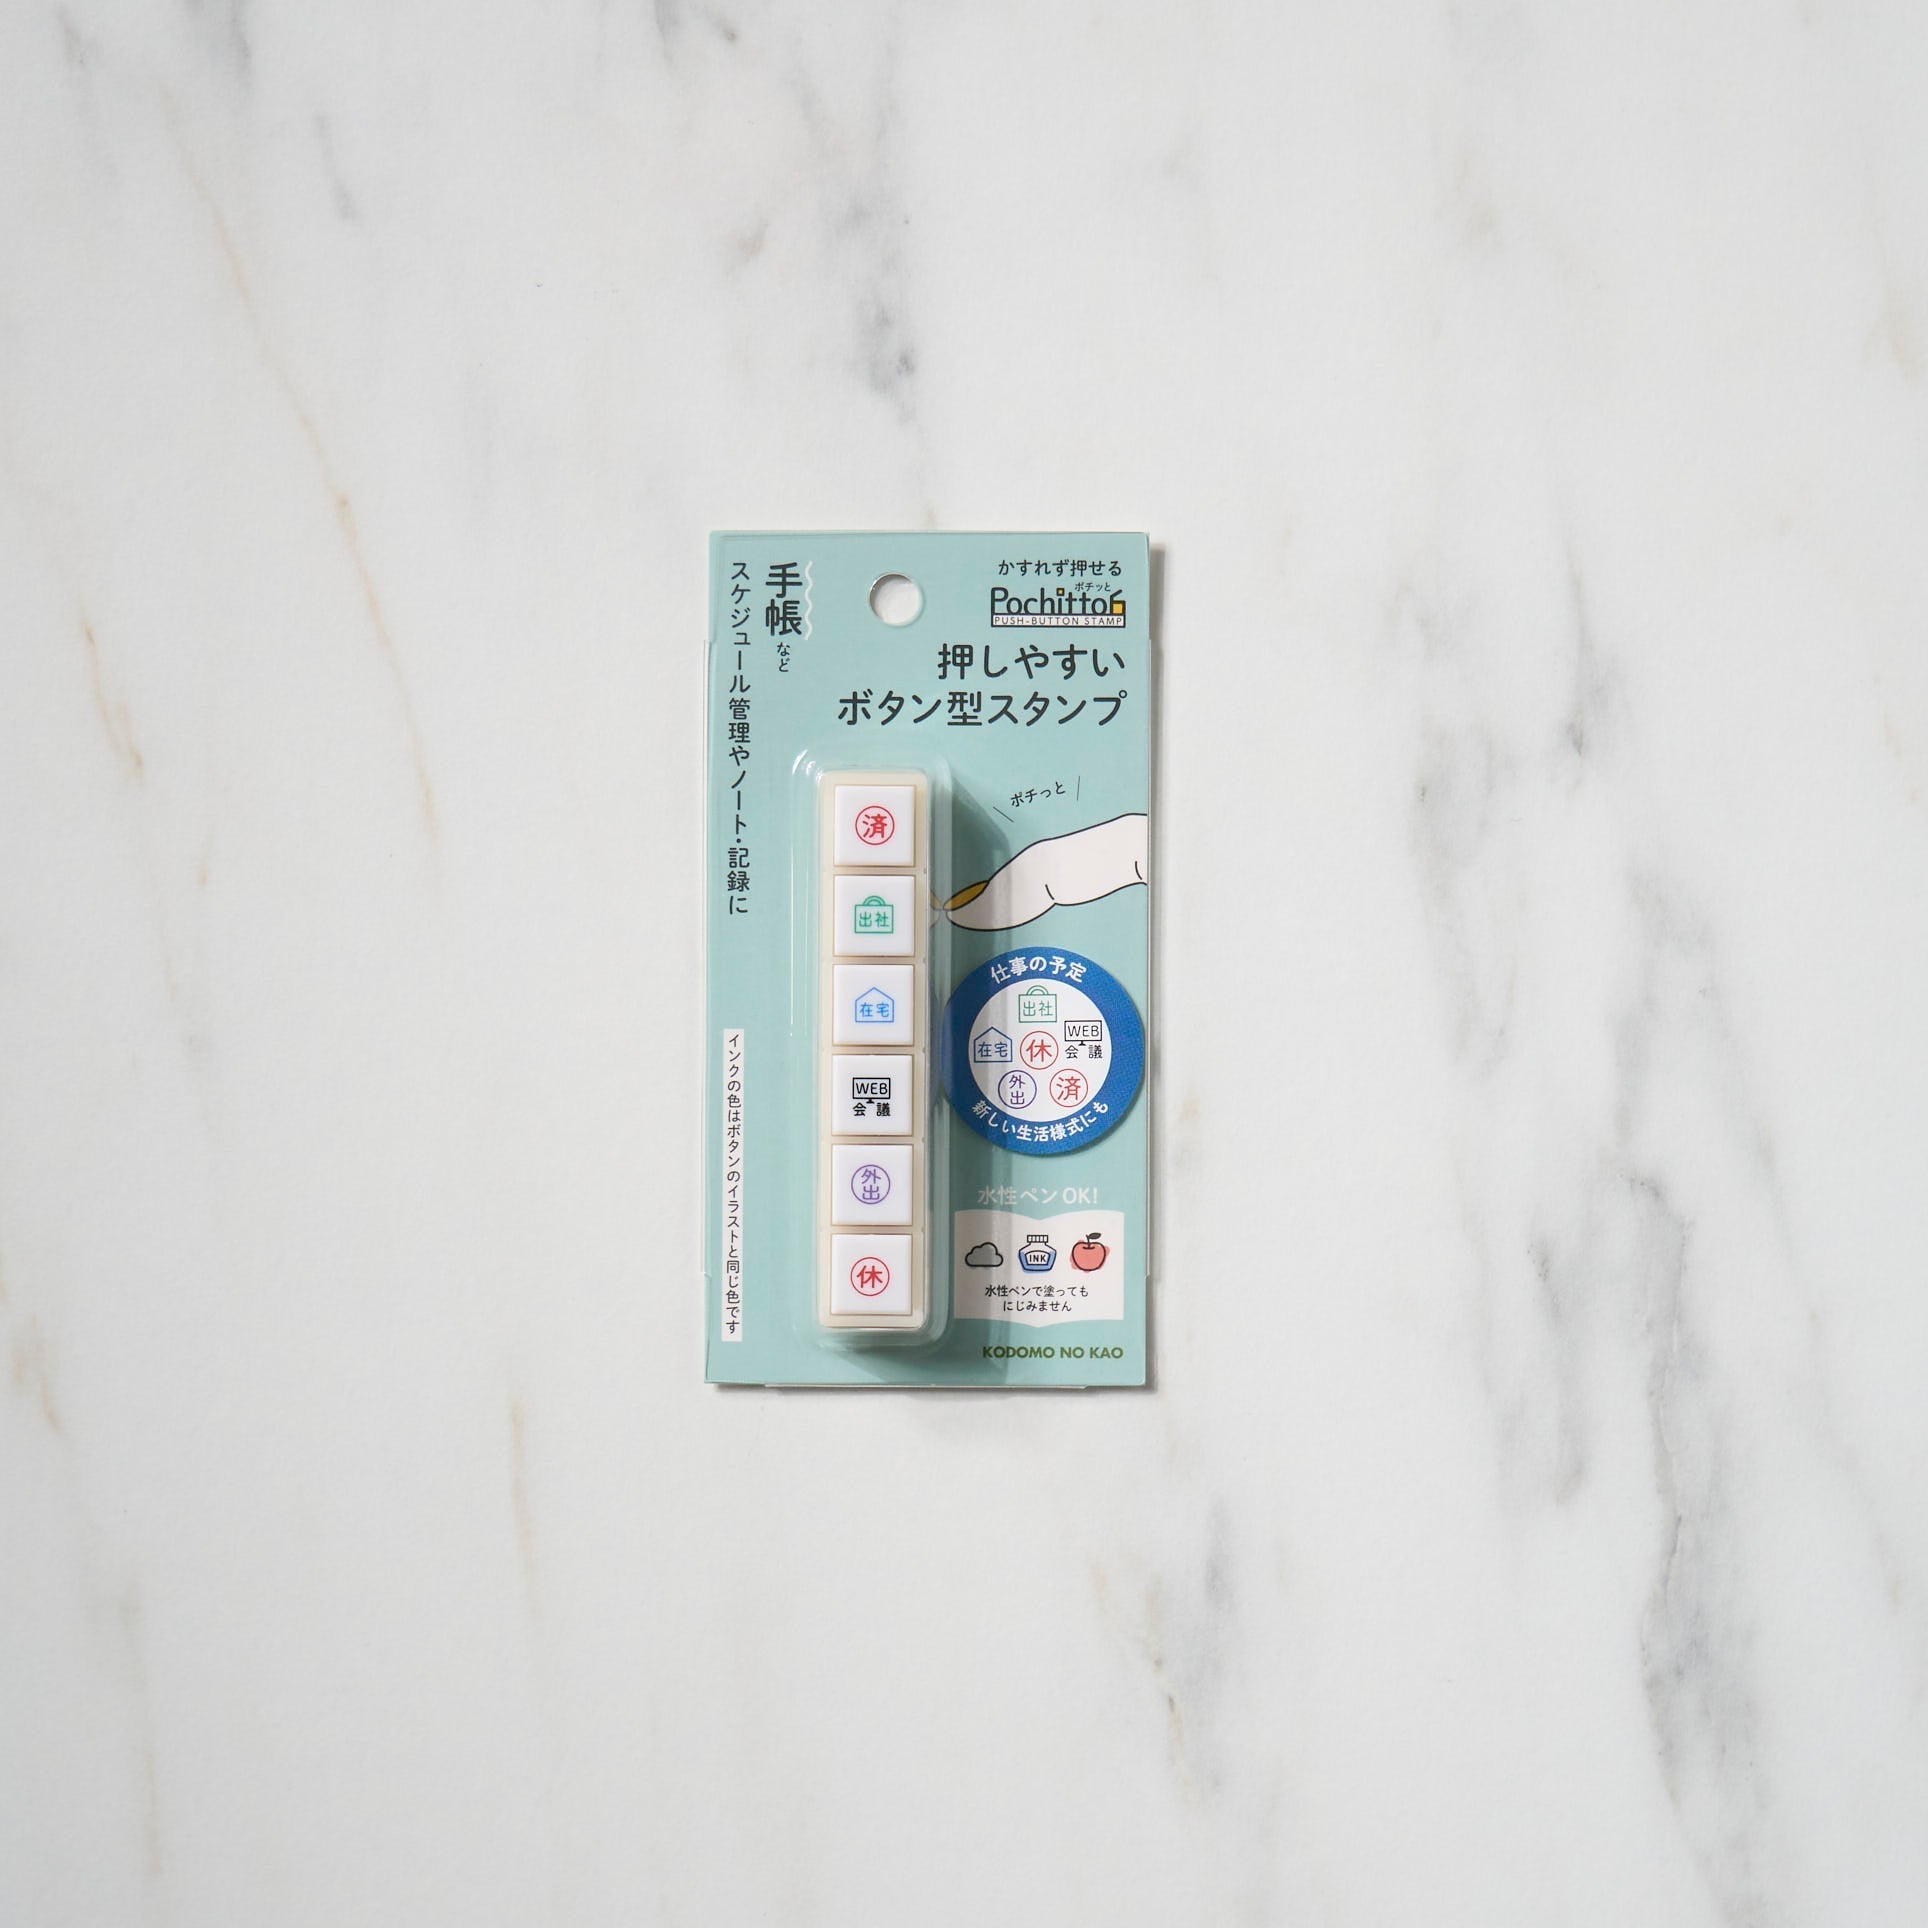 手帳など
スケジュール管理やノート・記録に
かすれず押せる
ポチッと
Pochitto6
PUSH-BUTTON STAMP
押しやすい
ボタン型スタンプ
ポチっと
済
出社
在宅
WEB
会議
外出
休
仕事の予定
出社
在宅
休
WEB
会議
外出
済
新しい生活様式にも
インクの色はボタンのイラストと同じ色です
水性ペンOK!
INK
水性ペンで塗っても
にじみません
KODOMO NO KAO